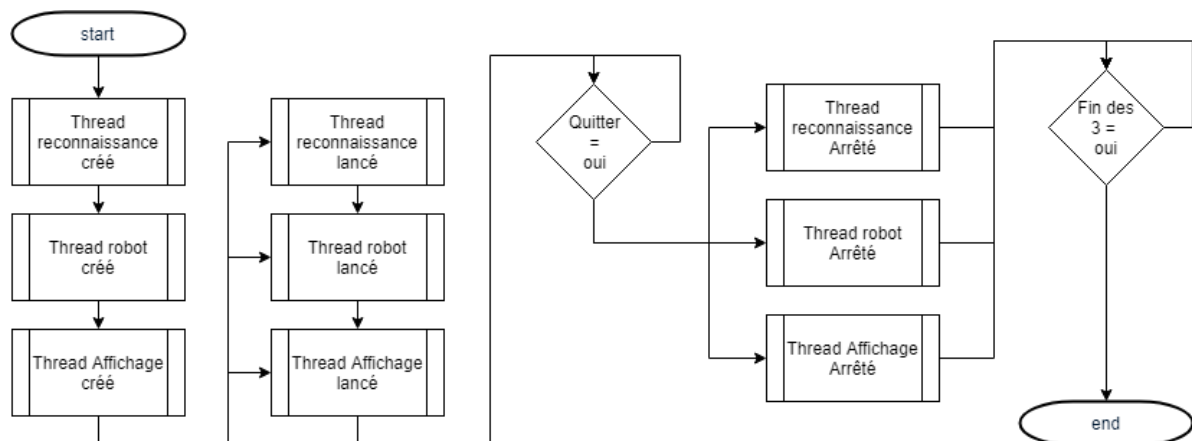 start
Thread
reconnaissance
créé
Thread robot
créé
Thread Affichage
créé
Thread
reconnaissance
lancé
Thread robot
lancé
Thread Affichage
lancé
Quitter
=
oui
Thread
reconnaissance
Arrêté
Thread robot
Arrêté
Thread Affichage
Arrêté
Fin des
3 =
oui
end